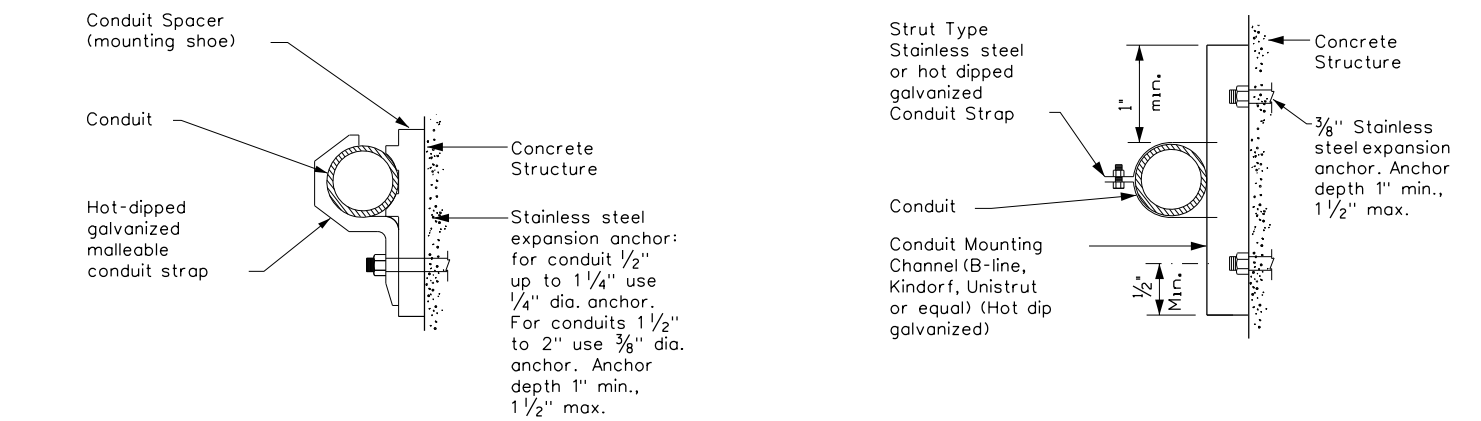 Conduit Spacer
(mounting shoe)
Conduit
Hot-dipped
galvanized
malleable
conduit strap
Concrete
Structure
Stainless steel
expansion anchor:
for conduit 1/2"
up to 1 1/4" use
1/4" dia. anchor.
For conduits 1 1/2"
to 2" use 3/8" dia.
anchor. Anchor
depth 1" min.,
1 1/2" max.
Strut Type
Stainless steel
or hot dipped
galvanized
Conduit Strap
1"
min.
Conduit
Conduit Mounting
Channel (B-line,
Kindorf, Unistrut
or equal) (Hot dip
galvanized)
1/2"
Min.
Concrete
Structure
3/8" Stainless
steel expansion
anchor. Anchor
depth 1" min.,
1 1/2" max.